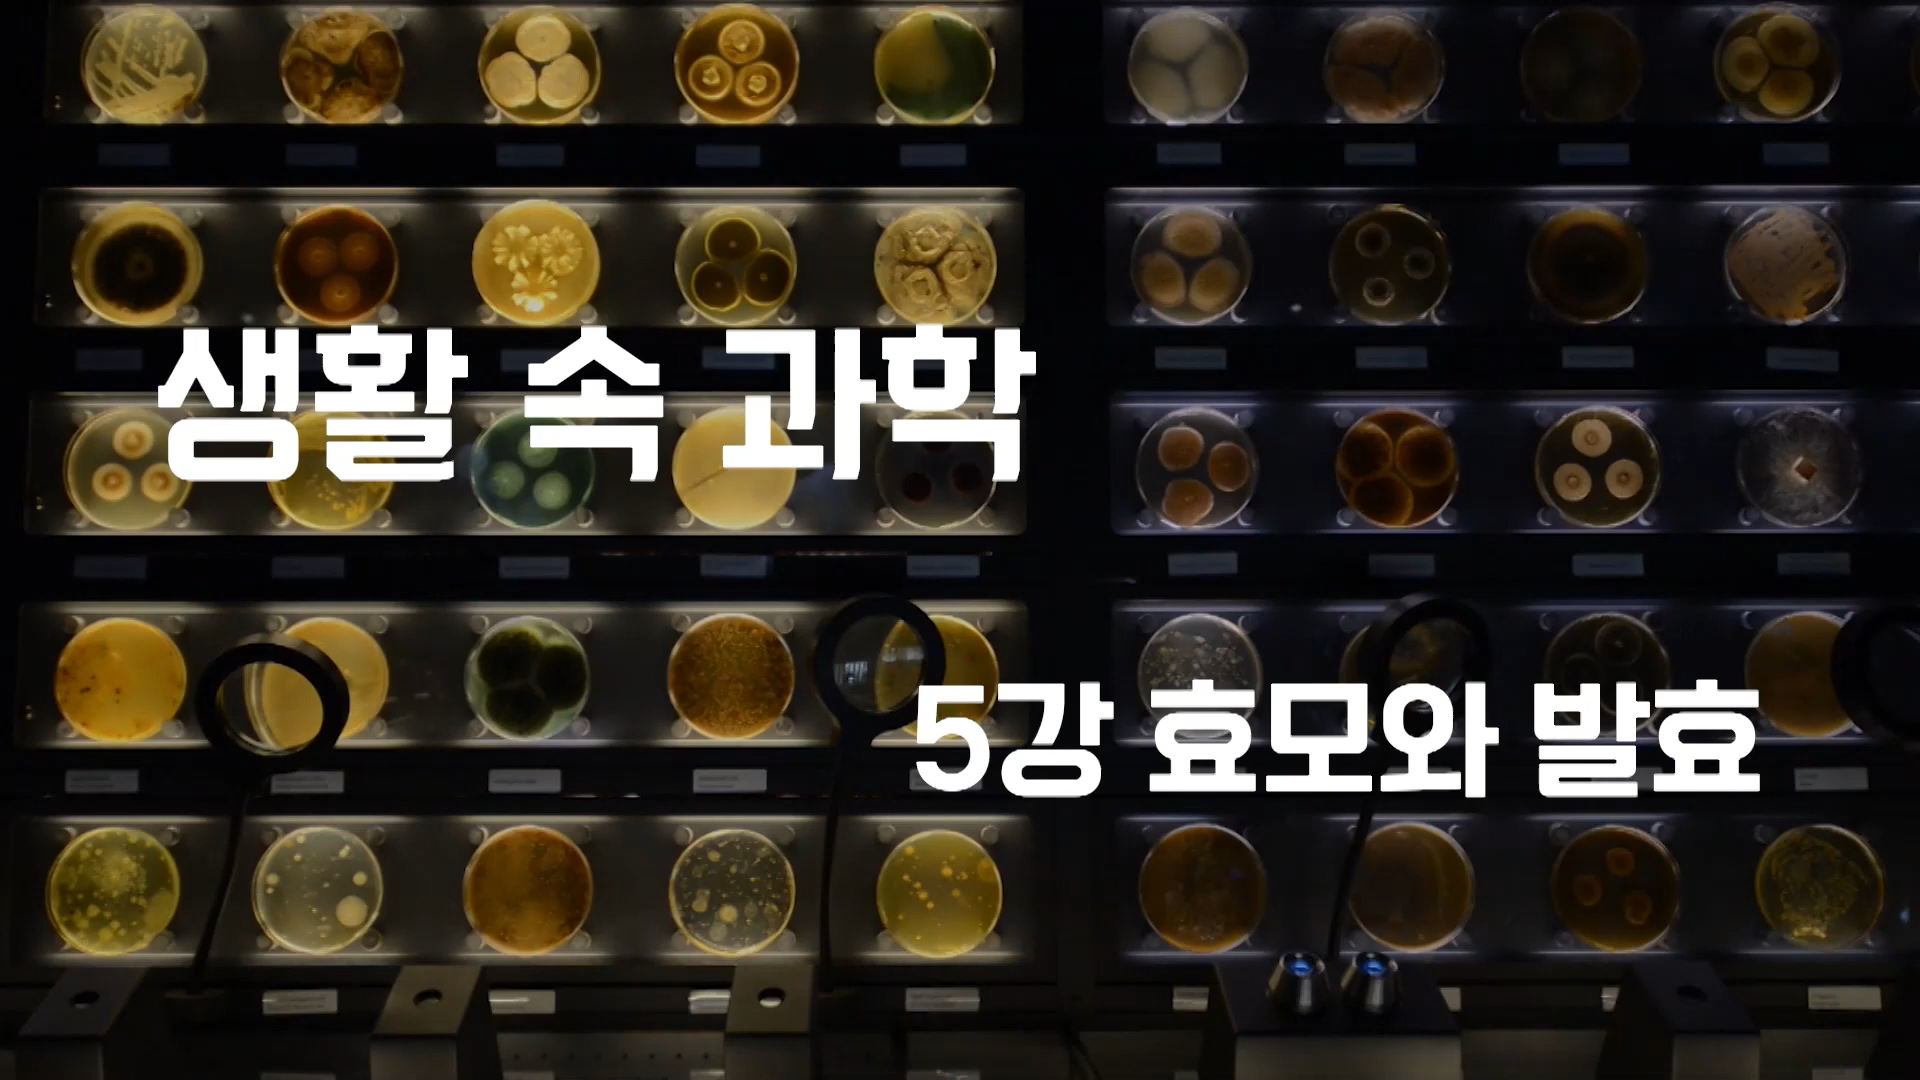 생활 속 과학
5강 효모와 발효